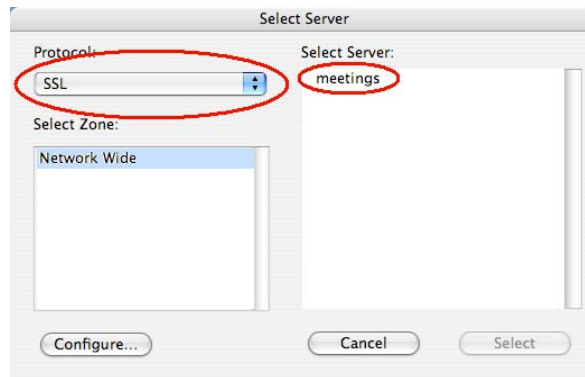 Select Server
Protocol:
SSL
Select Zone:
Network Wide
Select Server:
meetings
Configure...
Cancel
Select